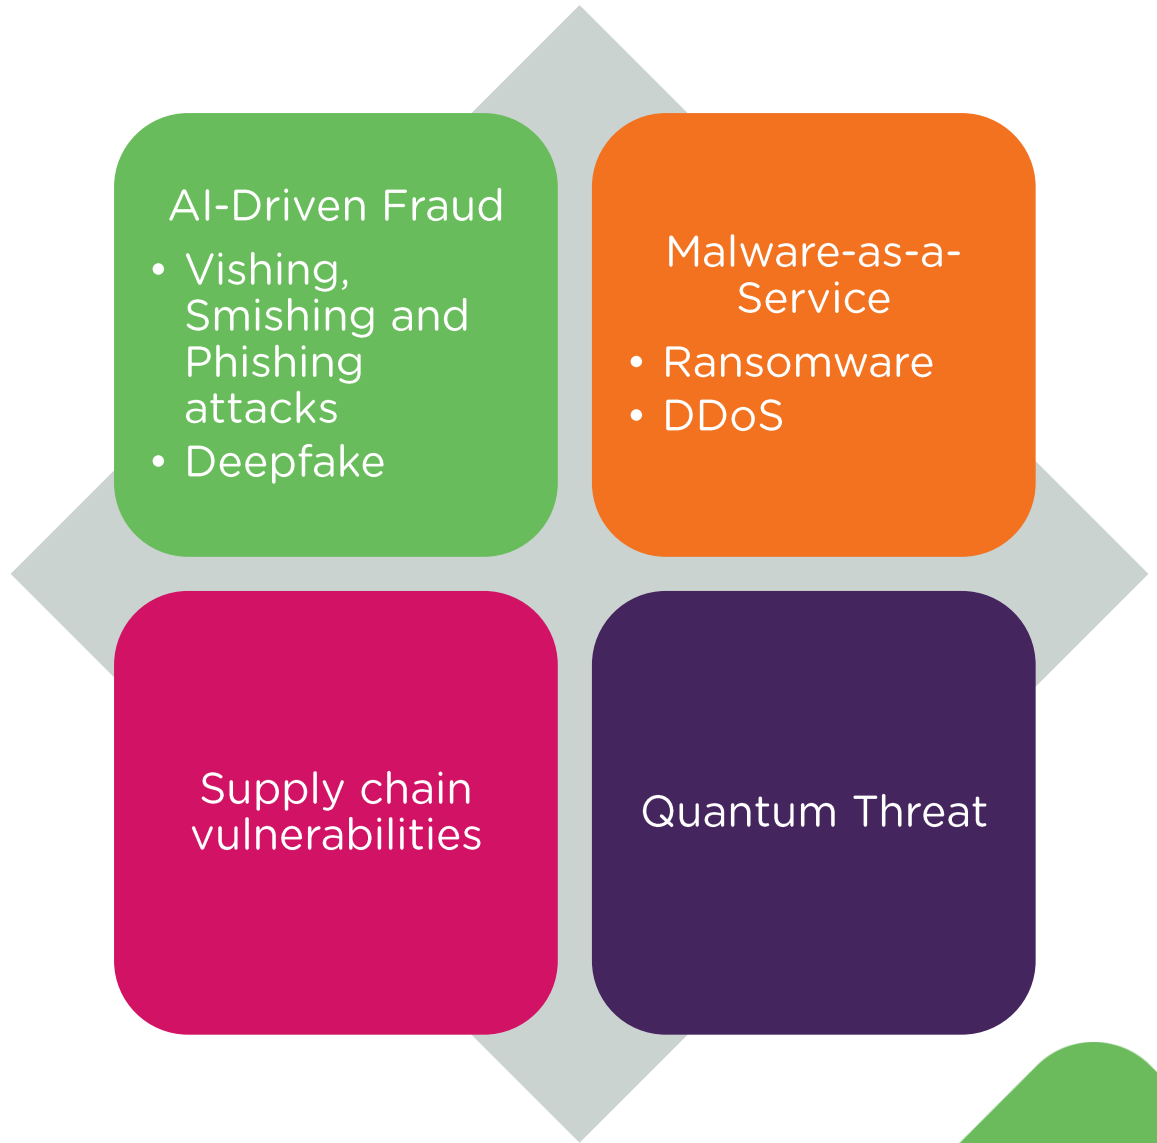 AI-Driven Fraud
• Vishing,
Smishing and
Phishing
attacks
• Deepfake
Malware-as-a-
Service
• Ransomware
• DDoS
Supply chain
vulnerabilities
Quantum Threat